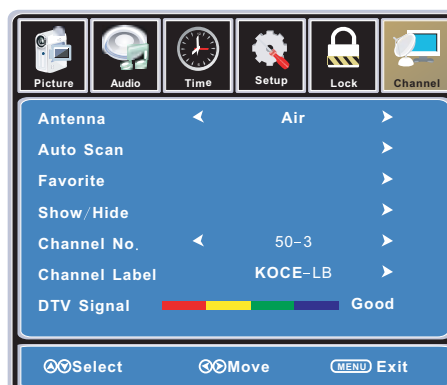 Picture Audio Time Setup Lock Channel
Antenna Air
Auto Scan
Favorite
Show/Hide
Channel No. 50-3
Channel Label KOCE-LB
DTV Signal Good
Select Move MENU Exit